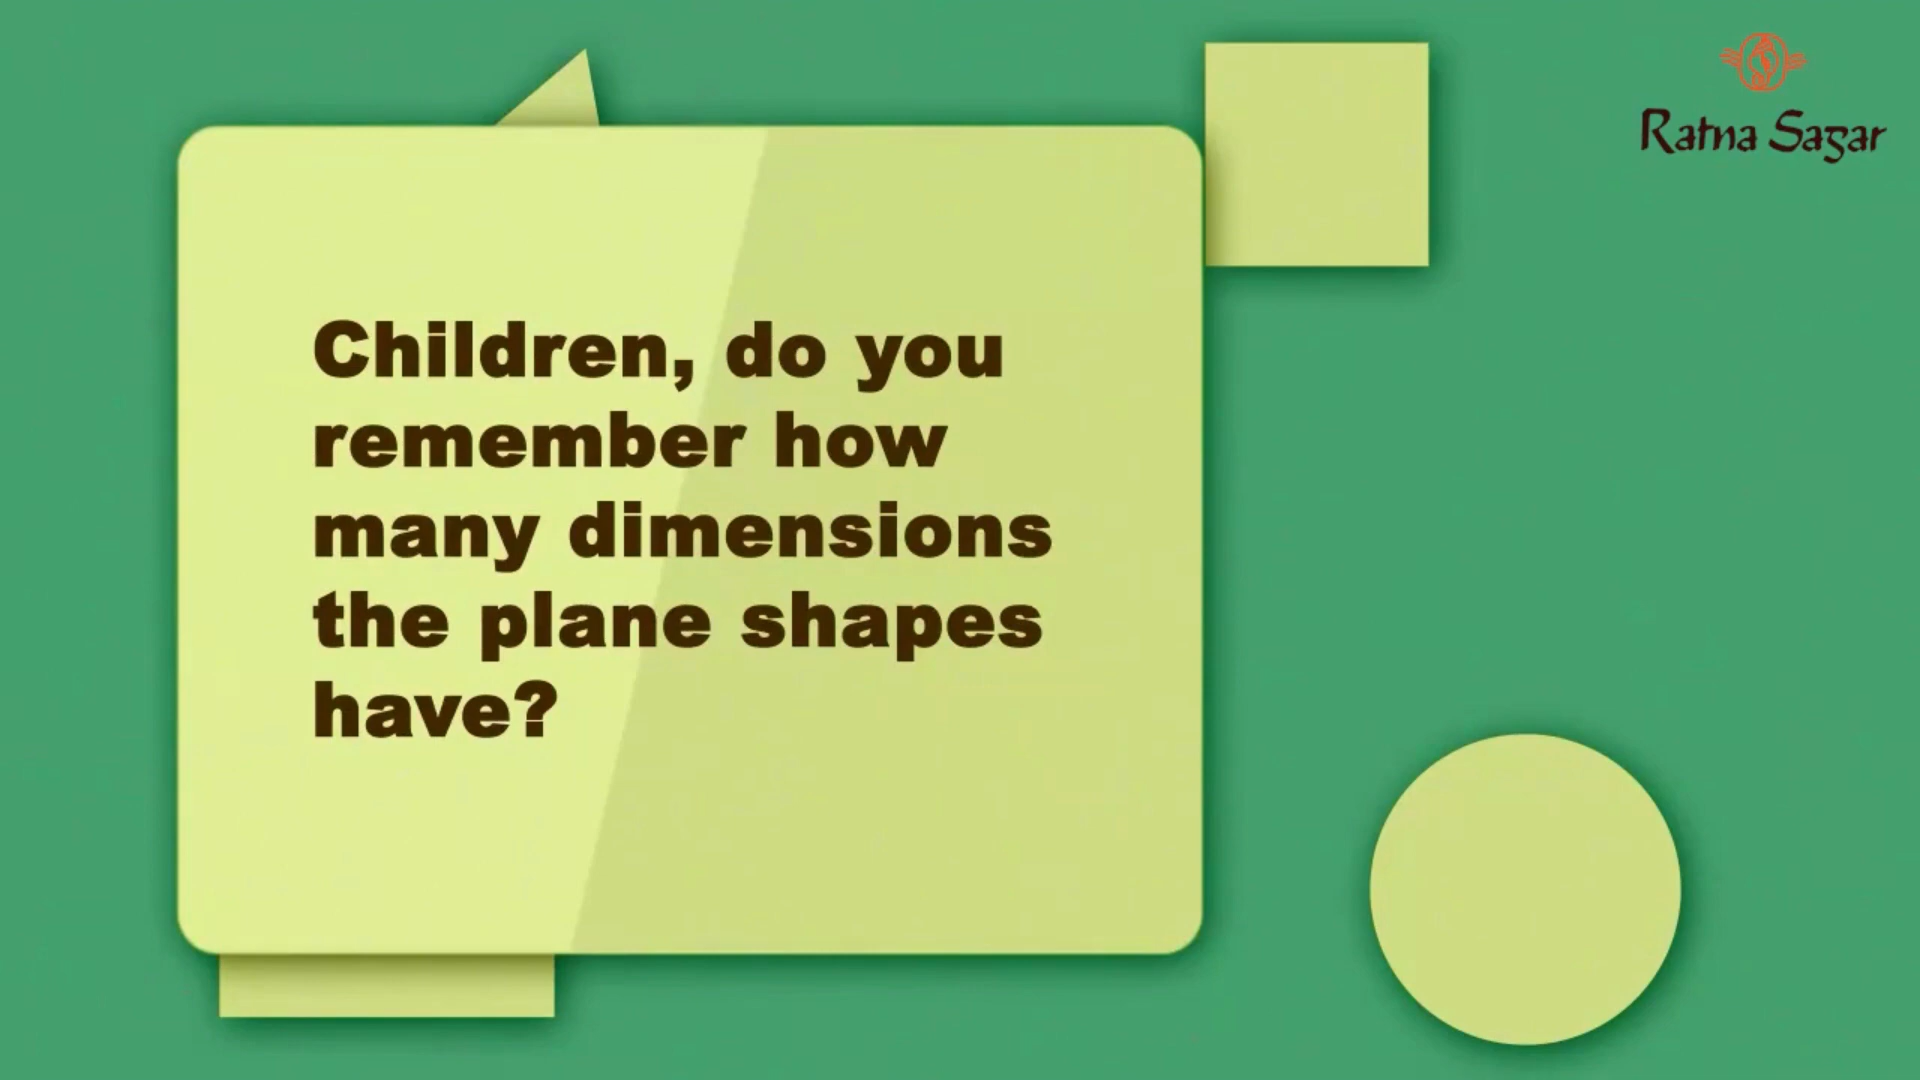 Ratna Sagar
Children, do you
remember how
many dimensions
the plane shapes
have?